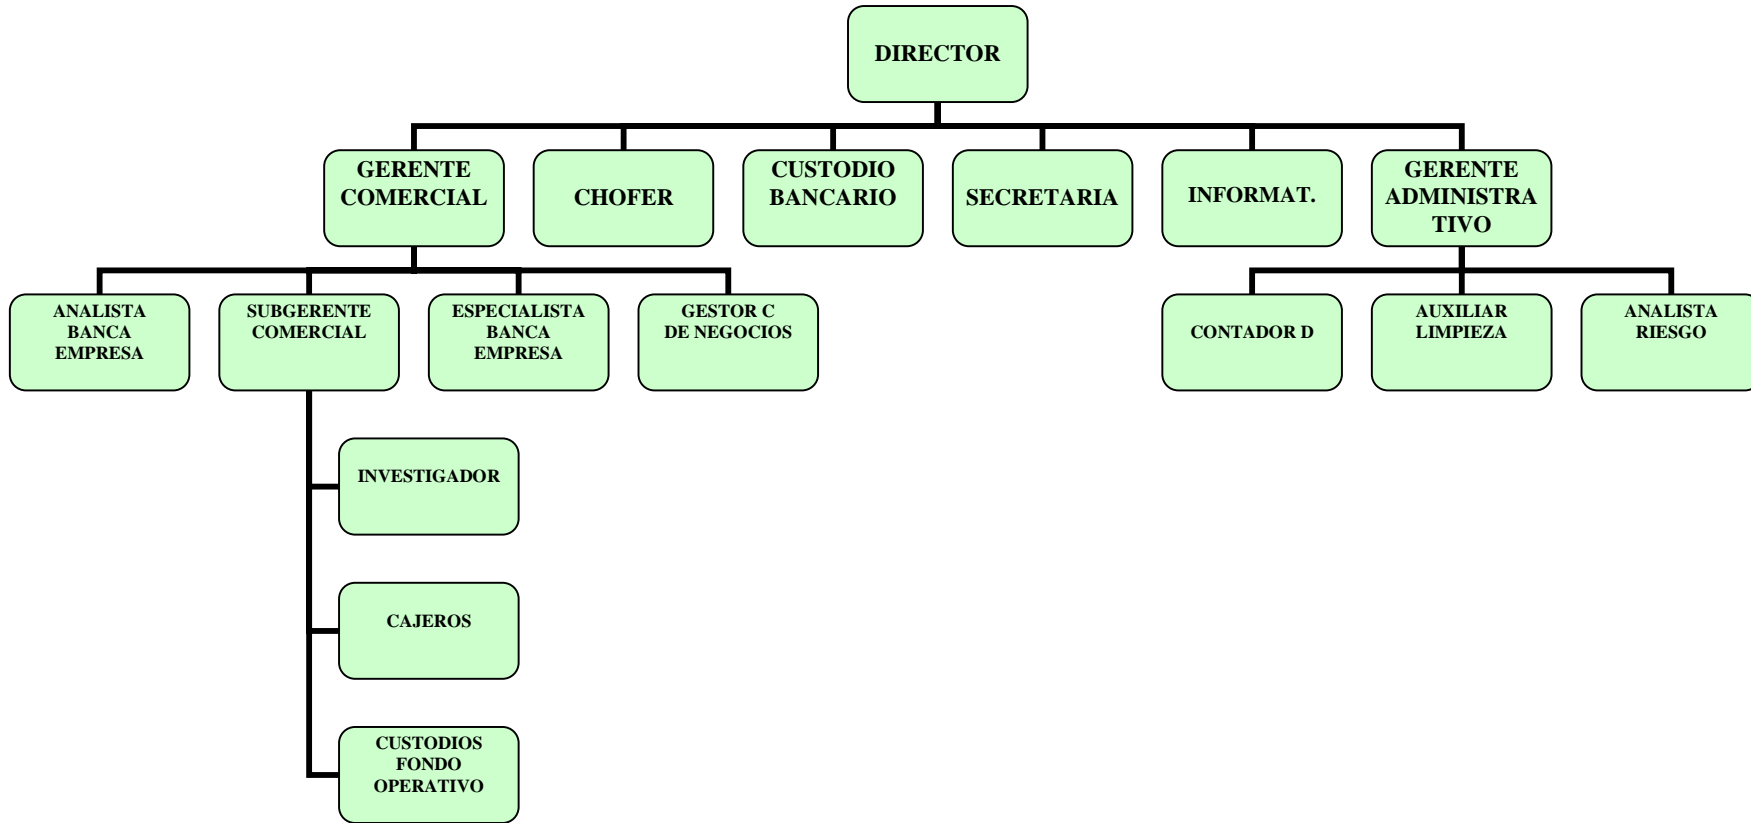 DIRECTOR
GERENTE
COMERCIAL
CHOFER
CUSTODIO
BANCARIO
SECRETARIA
INFORMAT.
GERENTE
ADMINISTRA
TIVO
ANALISTA
BANCA
EMPRESA
SUBGERENTE
COMERCIAL
ESPECIALISTA
BANCA
EMPRESA
GESTOR C
DE NEGOCIOS
CONTADOR D
AUXILIAR
LIMPIEZA
ANALISTA
RIESGO
INVESTIGADOR
CAJEROS
CUSTODIOS
FONDO
OPERATIVO